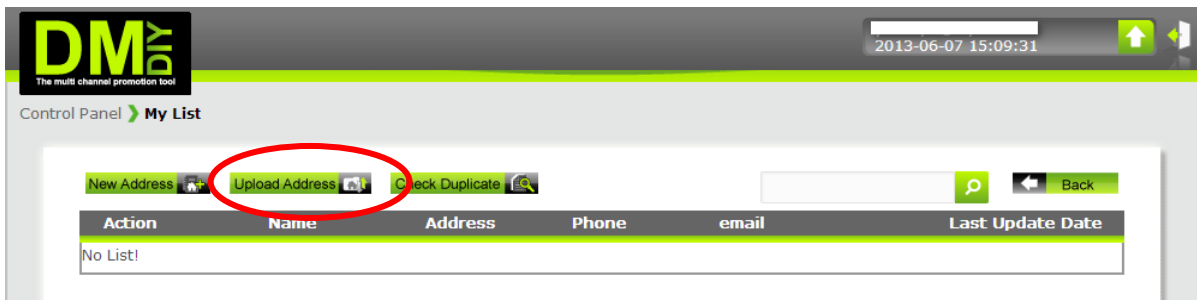 DM DIY
The multi channel promotion tool
2013-06-07 15:09:31
Control Panel My List
New Address Upload Address Check Duplicate Back
Action Name Address Phone email Last Update Date
No List!